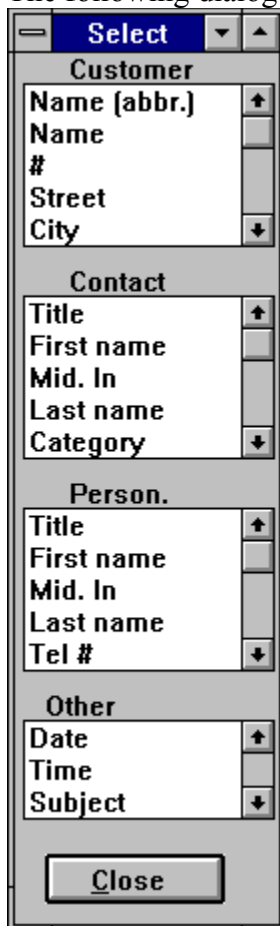 The following dialog
Select
Customer
Name (abbr.)
Name
#
Street
City
Contact
Title
First name
Mid. In
Last name
Category
Person.
Title
First name
Mid. In
Last name
Tel #
Other
Date
Time
Subject
Close